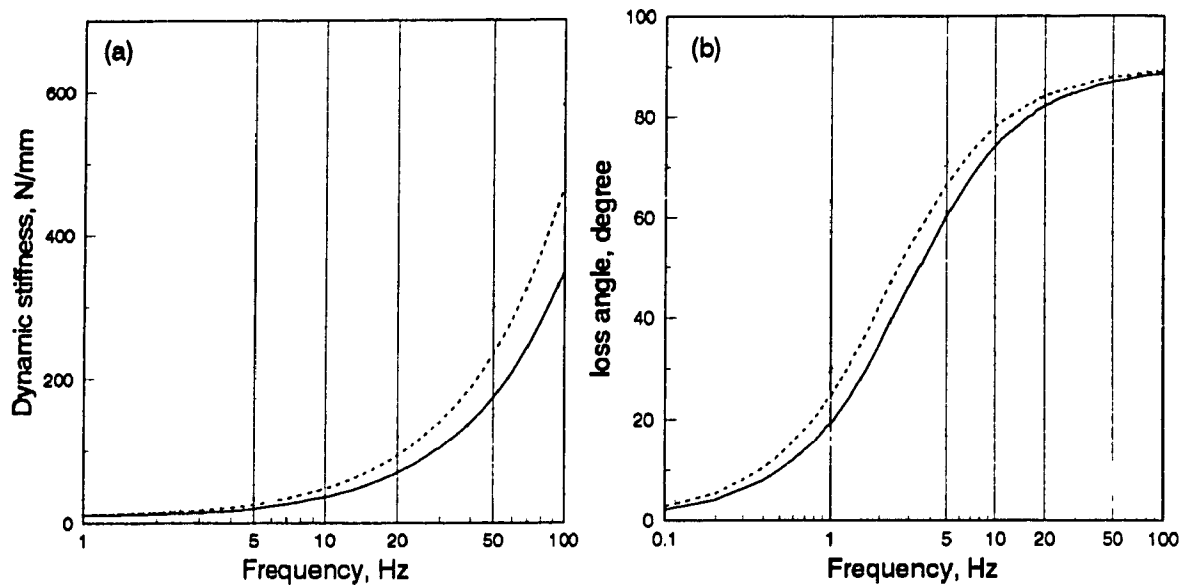 (a)
600
400
200
0
Dynamic stiffness, N/mm
1 5 10 20 50 100
Frequency, Hz
(b)
100
80
60
40
20
0
loss angle, degree
0.1 1 5 10 20 50 100
Frequency, Hz